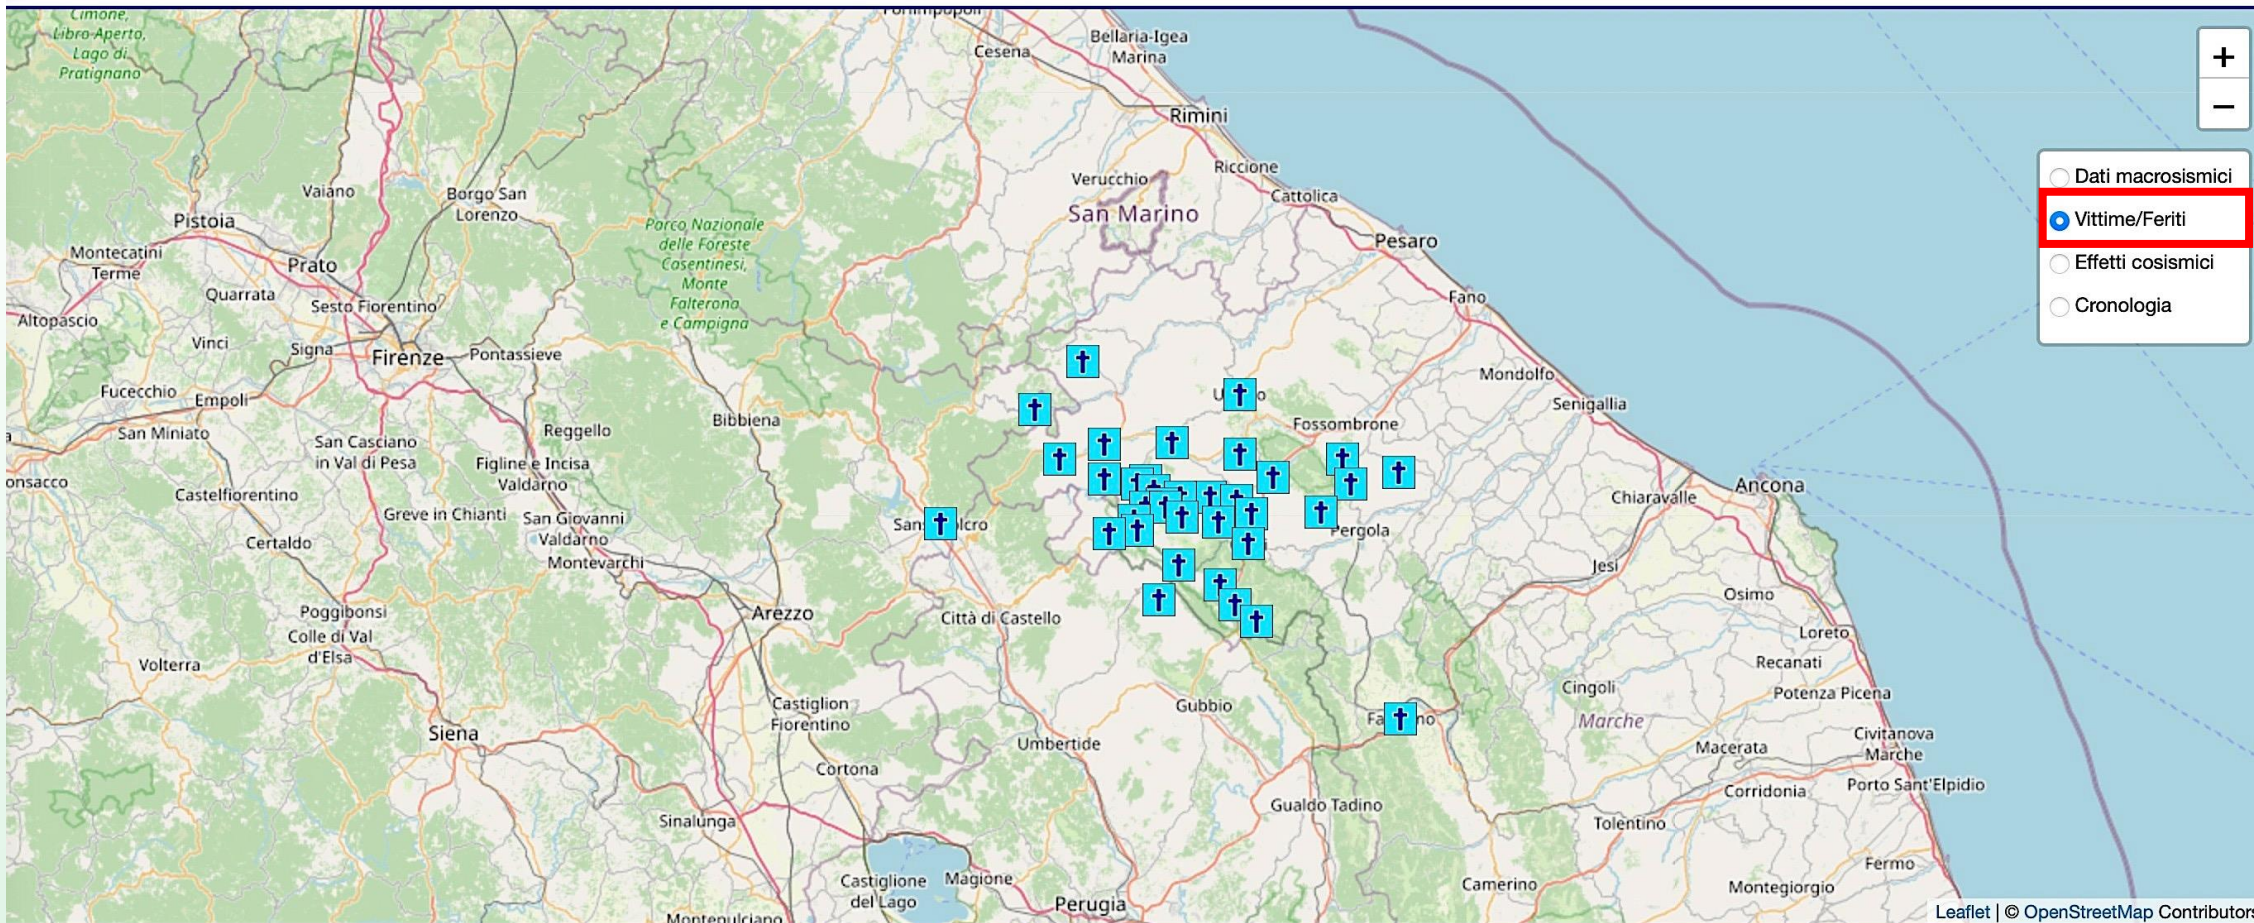 Forlimpopoli
Cimone,
Libro Aperto,
Lago di
Pratignano
Cesena
Bellaria-Igea
Marina
+
−
Rimini
Riccione
Verucchio
Cattolica
San Marino
Vaiano
Borgo San
Lorenzo
Pistoia
Parco Nazionale
delle Foreste
Casentinesi,
Monte
Falterona
e Campigna
Pesaro
Dati macrosismici
Vittime/Feriti
Effetti cosismici
Cronologia
Montecatini
Terme
Prato
Quarrata
Sesto Fiorentino
Fano
Altopascio
Vinci
Signa
Firenze
Pontassieve
Mondolfo
Fucecchio
Empoli
Senigallia
Bibbiena
Fossombrone
San Miniato
San Casciano
in Val di Pesa
Reggello
Figline e Incisa
Valdarno
onsacco
Castelfiorentino
Ancona
Chiaravalle
Greve in Chianti
San Giovanni
Valdarno
Pergola
Certaldo
Montevarchi
Jesi
Osimo
Poggibonsi
Colle di Val
d'Elsa
Arezzo
Città di Castello
Loreto
Volterra
Recanati
Cingoli
Potenza Picena
Castiglion
Fiorentino
Gubbio
Marche
Siena
Umbertide
Civitanova
Marche
Macerata
Cortona
Porto Sant'Elpidio
Corridonia
Gualdo Tadino
Sinalunga
Tolentino
Fermo
Castiglione
del Lago
Magione
Camerino
Montegiorgio
Perugia
Montepulciano
Leaflet | © OpenStreetMap Contributor